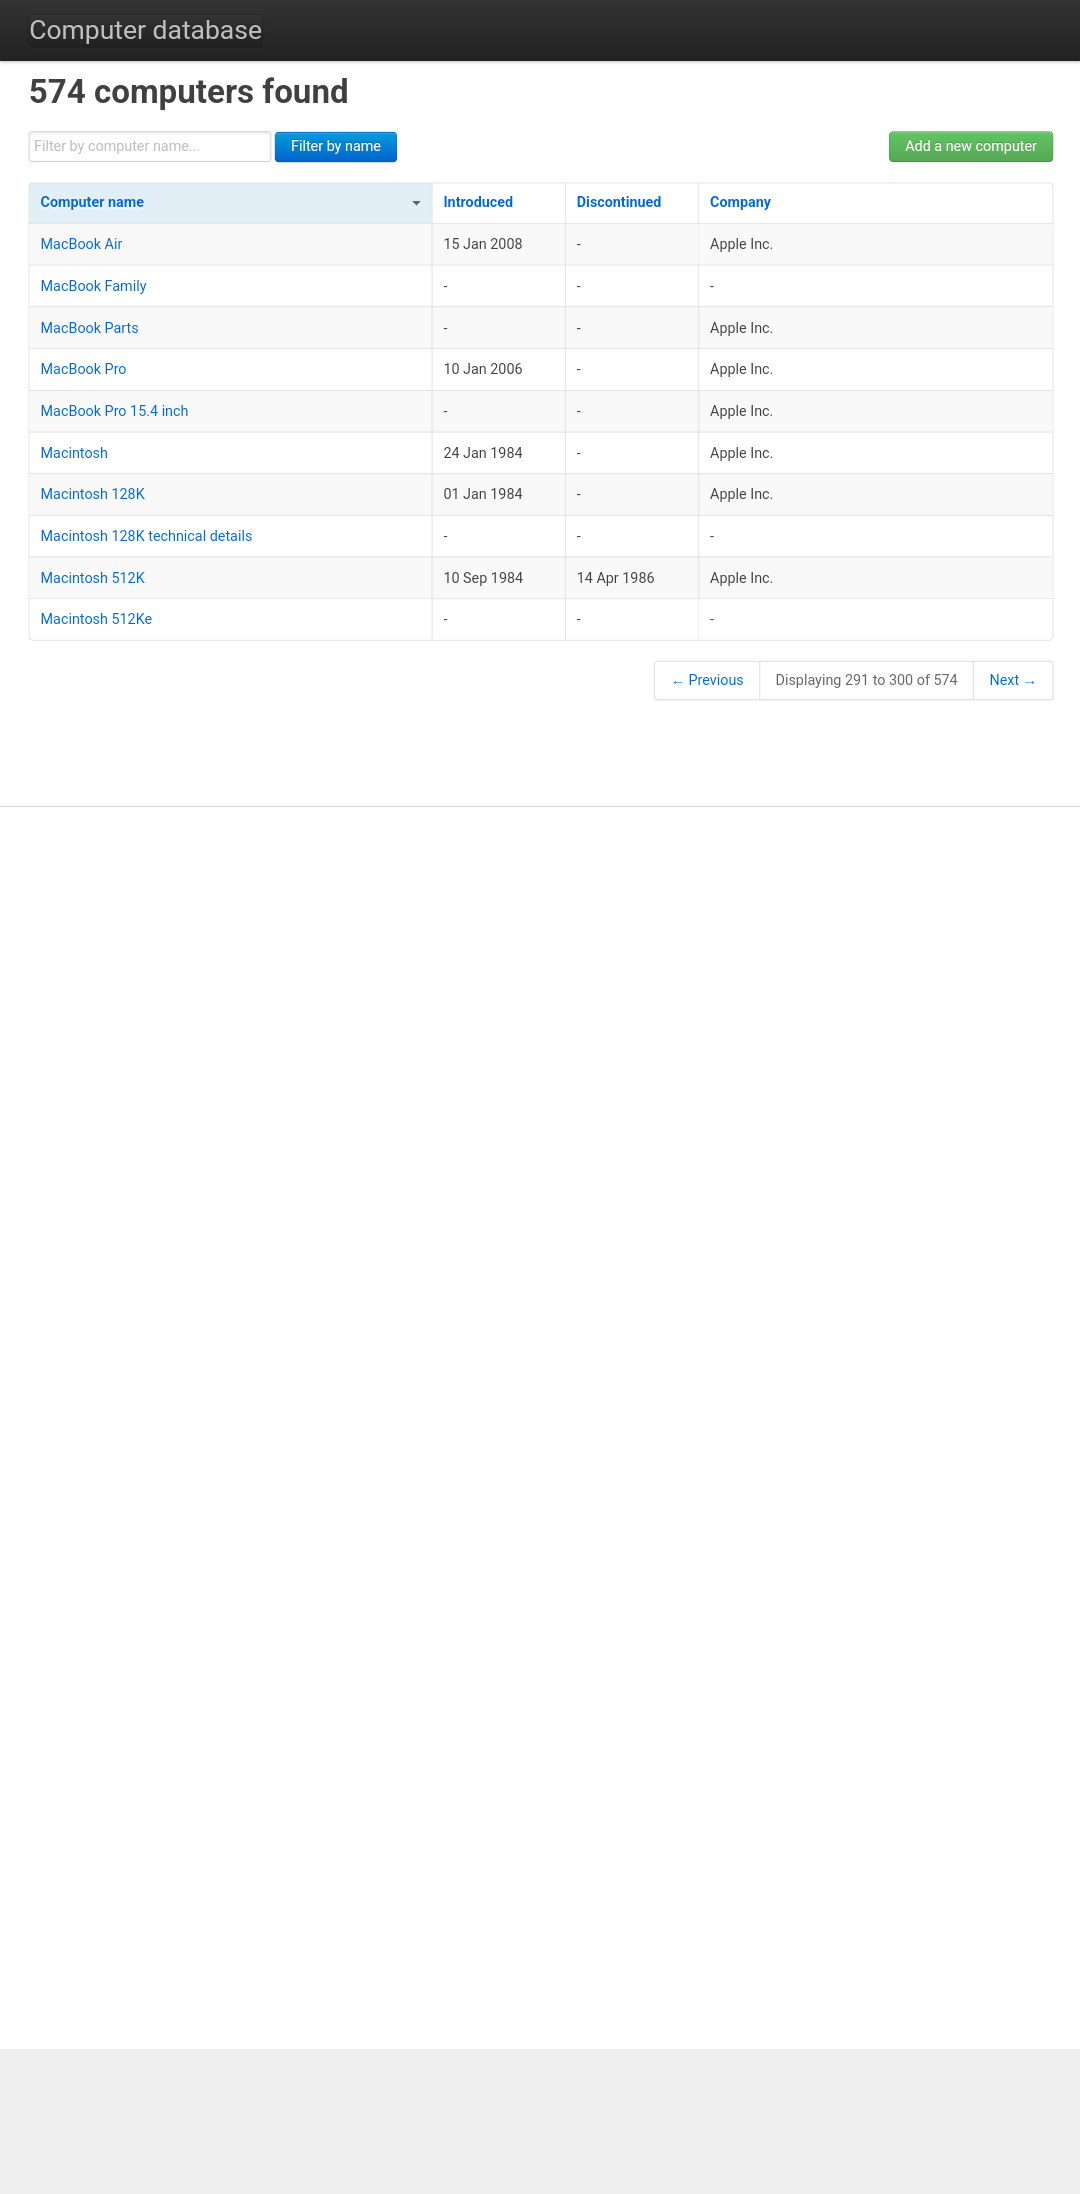 Computer database
574 computers found
Filter by computer name... Filter by name Add a new computer
Computer name Introduced Discontinued Company
MacBook Air 15 Jan 2008 - Apple Inc.
MacBook Family - - -
MacBook Parts - - Apple Inc.
MacBook Pro 10 Jan 2006 - Apple Inc.
MacBook Pro 15.4 inch - - Apple Inc.
Macintosh 24 Jan 1984 - Apple Inc.
Macintosh 128K 01 Jan 1984 - Apple Inc.
Macintosh 128K technical details - - -
Macintosh 512K 10 Sep 1984 14 Apr 1986 Apple Inc.
Macintosh 512Ke - - -
← Previous Displaying 291 to 300 of 574 Next →